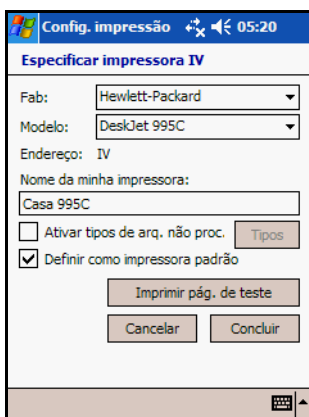 Config. impressão 05:20
Especificar impressora IV
Fab: Hewlett-Packard
Modelo: DeskJet 995C
Endereço: IV
Nome da minha impressora:
Casa 995C
Ativar tipos de arq. não proc. Tipos
Definir como impressora padrão
Imprimir pág. de teste
Cancelar Concluir